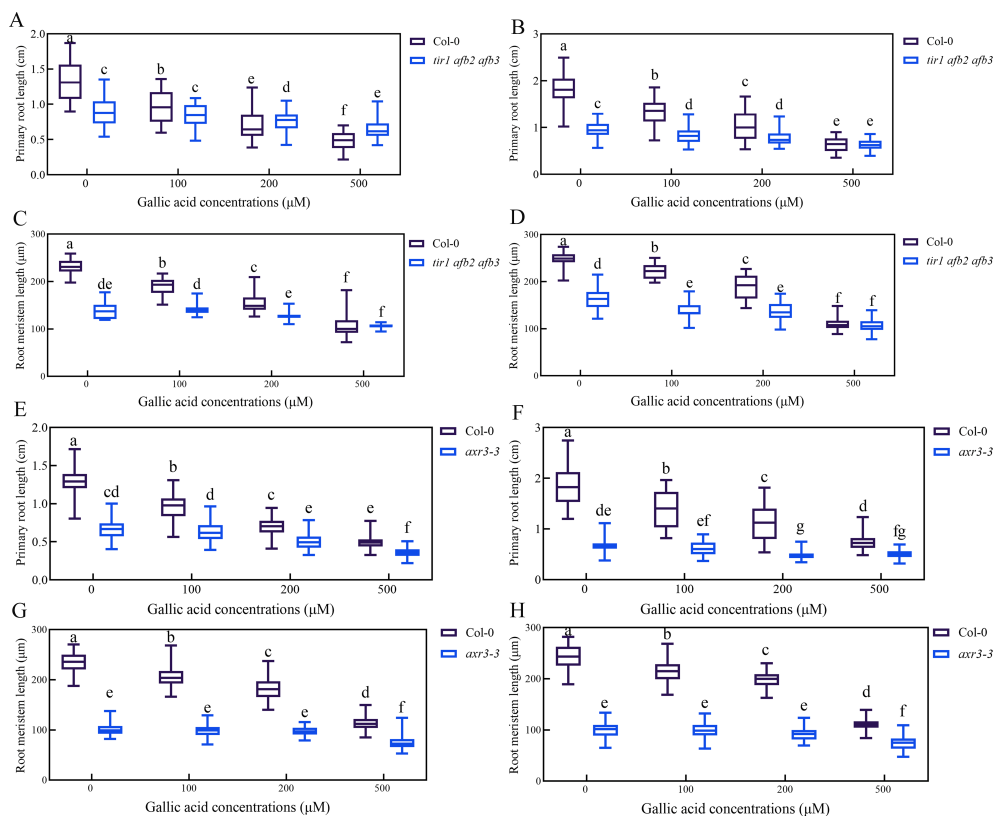 A
Primary root length (cm)
2.0
1.5
1.0
0.5
0.0
a
c
b
c
e
d
f
e
0
100
200
500
Gallic acid concentrations (μM)
Col-0
tir1 afb2 afb3
B
Primary root length (cm)
3
2
1
0
a
c
b
d
c
d
e
e
0
100
200
500
Gallic acid concentrations (μM)
Col-0
tir1 afb2 afb3
C
Root meristem length (μm)
300
200
100
0
a
de
b
d
c
e
f
f
0
100
200
500
Gallic acid concentrations (μM)
Col-0
tir1 afb2 afb3
D
Root meristem length (μm)
300
200
100
0
a
d
b
e
c
e
f
f
0
100
200
500
Gallic acid concentrations (μM)
Col-0
tir1 afb2 afb3
E
Primary root length (cm)
2.0
1.5
1.0
0.5
0.0
a
cd
b
d
c
e
e
f
0
100
200
500
Gallic acid concentrations (μM)
Col-0
axr3-3
F
Primary root length (cm)
3
2
1
0
a
de
b
ef
c
g
d
fg
0
100
200
500
Gallic acid concentrations (μM)
Col-0
axr3-3
G
Root meristem length (μm)
300
200
100
0
a
e
b
e
c
e
d
f
0
100
200
500
Gallic acid concentrations (μM)
Col-0
axr3-3
H
Root meristem length (μm)
300
200
100
0
a
e
b
e
c
e
d
f
0
100
200
500
Gallic acid concentrations (μM)
Col-0
axr3-3